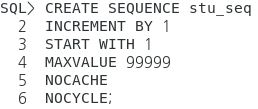 SQL> CREATE SEQUENCE stu_seq
2 INCREMENT BY 1
3 START WITH 1
4 MAXVALUE 99999
5 NOCACHE
6 NOCYCLE;